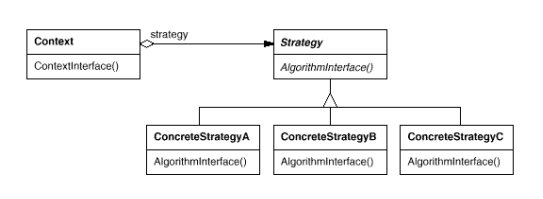 strategy
Context
Strategy
ContextInterface()
AlgorithmInterface()
ConcreteStrategyA
ConcreteStrategyB
ConcreteStrategyC
AlgorithmInterface()
AlgorithmInterface()
AlgorithmInterface()